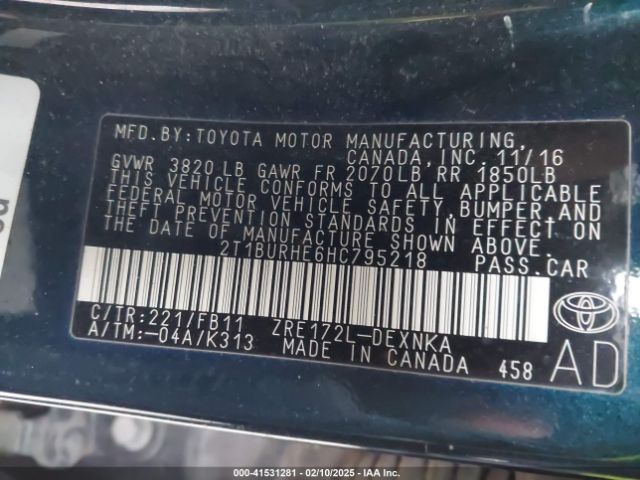 MFD. BY: TOYOTA MOTOR MANUFACTURING,
CANADA, INC. 11/16
GVWR 3820 LB GAWR FR 2070LB RR 1850LB
THIS VEHICLE CONFORMS TO ALL APPLICABLE
FEDERAL MOTOR VEHICLE SAFETY, BUMPER, AND
THEFT PREVENTION STANDARDS IN EFFECT ON
THE DATE OF MANUFACTURE SHOWN ABOVE.
2T1BURHE6HC795218 PASS. CAR
C/TR: 221/FB11 ZRE172L-DEXNKA
A/TM: -04A/K313 MADE IN CANADA 458
AD
000-41531281 | 02/10/2025 | IAA Inc.